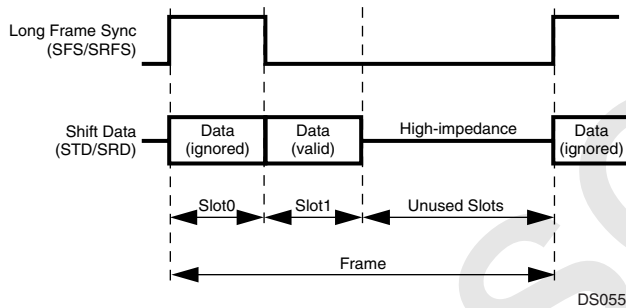 Long Frame Sync
(SFS/SRFS)
Shift Data
(STD/SRD)
Data
(ignored)
Data
(valid)
High-impedance
Data
(ignored)
Slot0
Slot1
Unused Slots
Frame
DS055